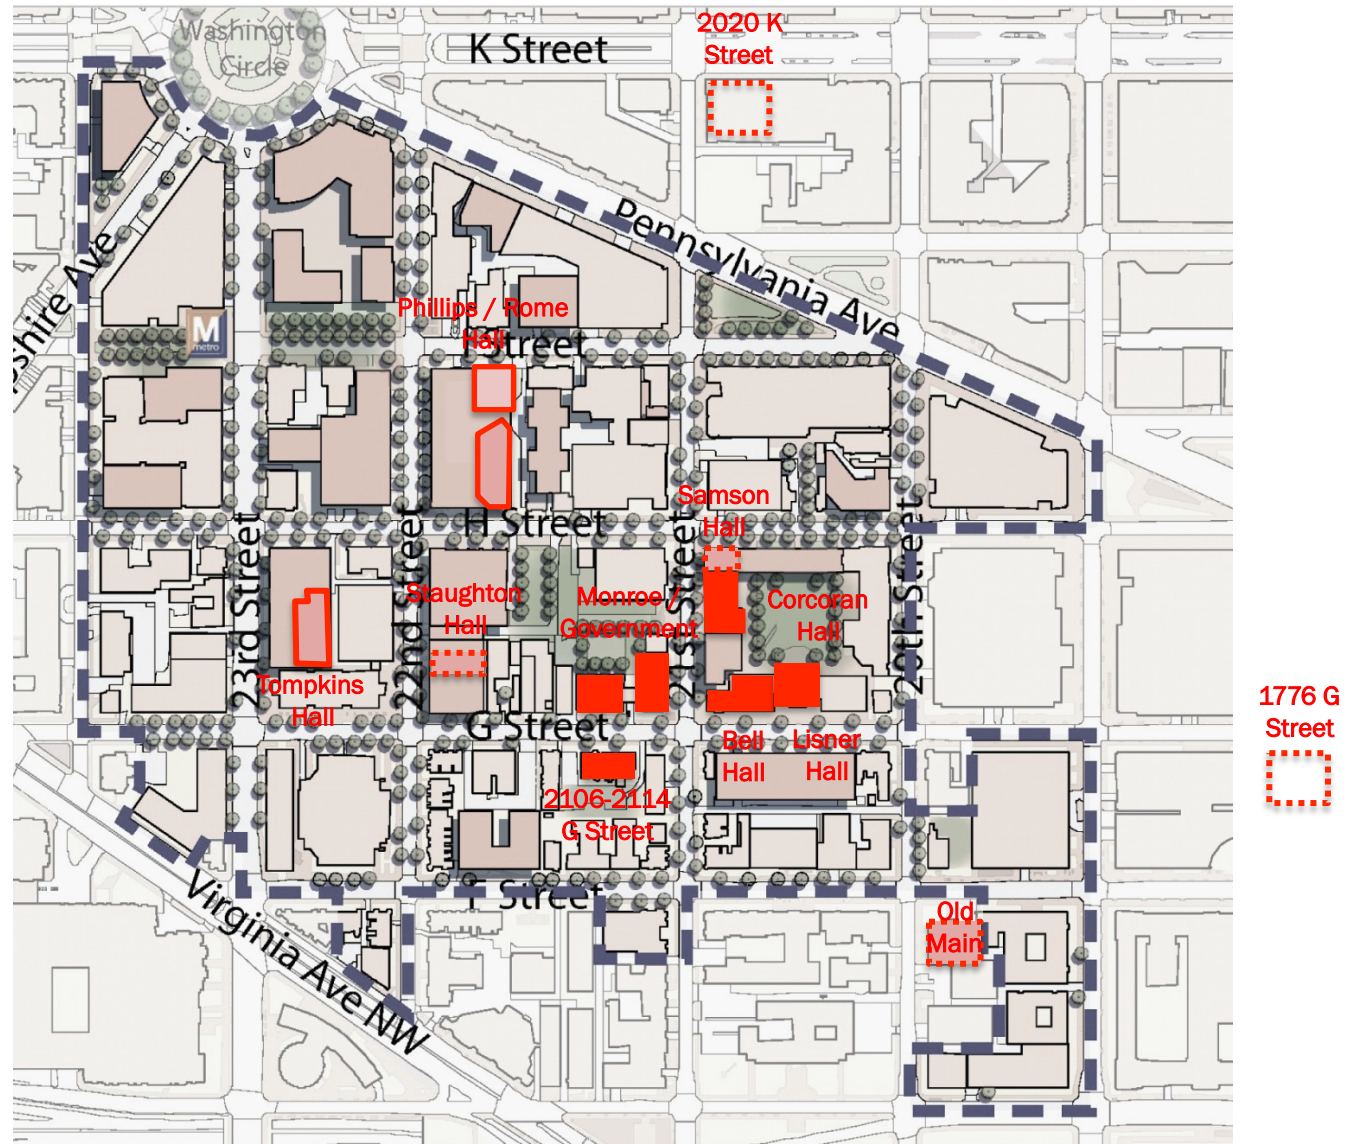 2020 K
Street
Washington
Circle
K Street
Pennsylvania Ave
shire Ave
M
metro
Phillips / Rome
Hall
I Street
Samson
Hall
H Street
23rd Street
22nd Street
21st Street
20th Street
Staughton
Hall
Monroe /
Government
Corcoran
Hall
Tompkins
Hall
G Street
Bell
Hall
Lisner
Hall
1776 G
Street
2106-2114
G Street
F Street
Virginia Ave NW
Old
Main